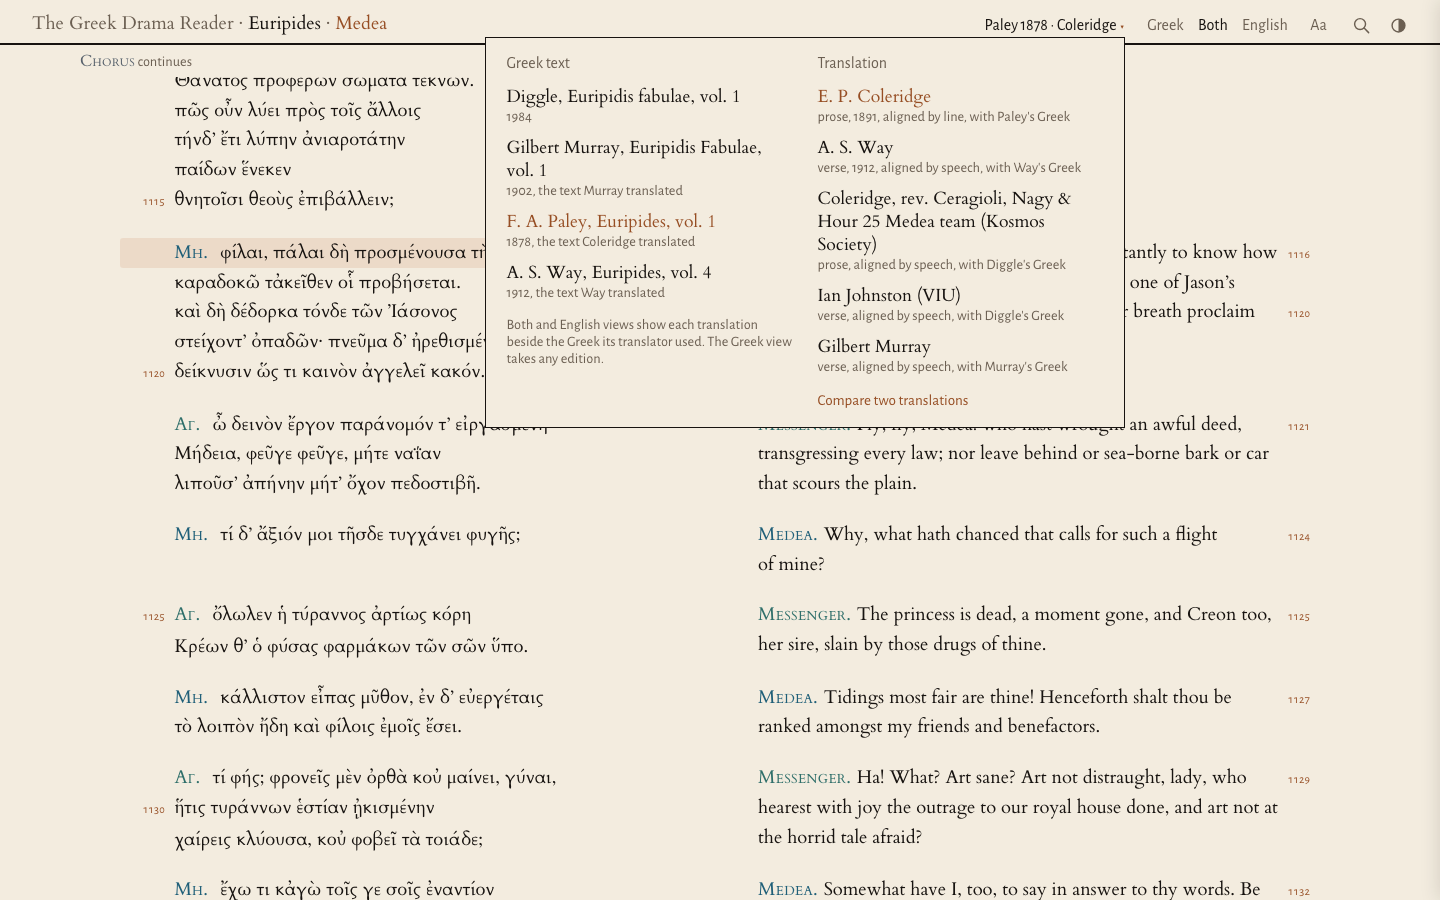 The Greek Drama Reader · Euripides · Medea
Paley 1878 · Coleridge
Greek Both English Aa
Chorus continues
Greek text
Diggle, Euripidis fabulae, vol. 1
1984
Gilbert Murray, Euripidis Fabulae,
vol. 1
1902, the text Murray translated
F. A. Paley, Euripides, vol. 1
1878, the text Coleridge translated
A. S. Way, Euripides, vol. 4
1912, the text Way translated
Both and English views show each translation
beside the Greek its translator used. The Greek view
takes any edition.
Translation
E. P. Coleridge
prose, 1891, aligned by line, with Paley's Greek
A. S. Way
verse, 1912, aligned by speech, with Way's Greek
Coleridge, rev. Ceragioli, Nagy &
Hour 25 Medea team (Kosmos
Society)
prose, aligned by speech, with Diggle's Greek
Ian Johnston (VIU)
verse, aligned by speech, with Diggle's Greek
Gilbert Murray
verse, aligned by speech, with Murray's Greek
Compare two translations
Θάνατος προφέρων σώματα τέκνων.
πῶς οὖν λύει πρὸς τοῖς ἄλλοις
τήνδ’ ἔτι λύπην ἀνιαροτάτην
παίδων ἕνεκεν
1115 θνητοῖσι θεοὺς ἐπιβάλλειν;
Μη. φίλαι, πάλαι δὴ προσμένουσα
καραδοκῶ τἀκεῖθεν οἷ προβήσεται.
καὶ δὴ δέδορκα τόνδε τῶν Ἰάσονος
στείχοντ’ ὀπαδῶν· πνεῦμα δ’
1120 δείκνυσιν ὥς τι καινὸν ἀγγελεῖ κακόν.
Αγ. ὦ δεινὸν ἔργον παράνομόν τ’
Μήδεια, φεῦγε φεῦγε, μήτε ναΐαν
λιποῦσ’ ἀπήνην μήτ’ ὄχον πεδοστιβῆ.
Μη. τί δ’ ἄξιόν μοι τῆσδε τυγχάνει φυγῆς;
1125 Αγ. ὄλωλεν ἡ τύραννος ἀρτίως κόρη
Κρέων θ’ ὁ φύσας φαρμάκων τῶν σῶν ὕπο.
Μη. κάλλιστον εἶπας μῦθον, ἐν δ’ εὐεργέταις
τὸ λοιπὸν ἤδη καὶ φίλοις ἐμοῖς ἔσει.
Αγ. τί φής; φρονεῖς μὲν ὀρθὰ κοὐ μαίνει, γύναι,
1130 ἥτις τυράννων ἑστίαν ᾐκισμένην
χαίρεις κλύουσα, κοὐ φοβεῖ τὰ τοιάδε;
Μη. ἔχω τι κἀγὼ τοῖς γε σοῖς ἐναντίον
to know how 1116
one of Jason’s
breath proclaim 1120
an awful deed, 1121
transgressing every law; nor leave behind or sea-borne bark or car
that scours the plain.
Medea. Why, what hath chanced that calls for such a flight 1124
of mine?
Messenger. The princess is dead, a moment gone, and Creon too, 1125
her sire, slain by those drugs of thine.
Medea. Tidings most fair are thine! Henceforth shalt thou be 1127
ranked amongst my friends and benefactors.
Messenger. Ha! What? Art sane? Art not distraught, lady, who 1129
hearest with joy the outrage to our royal house done, and art not at
the horrid tale afraid?
Medea. Somewhat have I, too, to say in answer to thy words. Be 1132